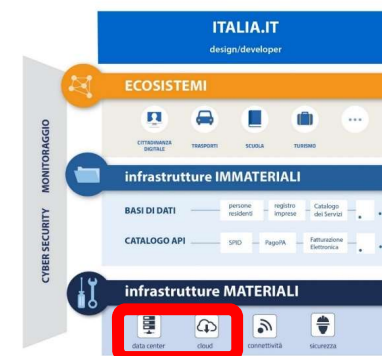 ITALIA.IT
design/developer
ECOSISTEMI
CITTADINANZA
DIGITALE
TRASPORTI
SCUOLA
TURISMO
...
infrastrutture IMMATERIALI
BASI DI DATI
persone
residenti
registro
imprese
Catalogo
dei Servizi
CATALOGO API
SPID
PagoPA
Fatturazione
Elettronica
infrastrutture MATERIALI
data center
cloud
connettività
sicurezza
CYBER SECURITY MONITORAGGIO